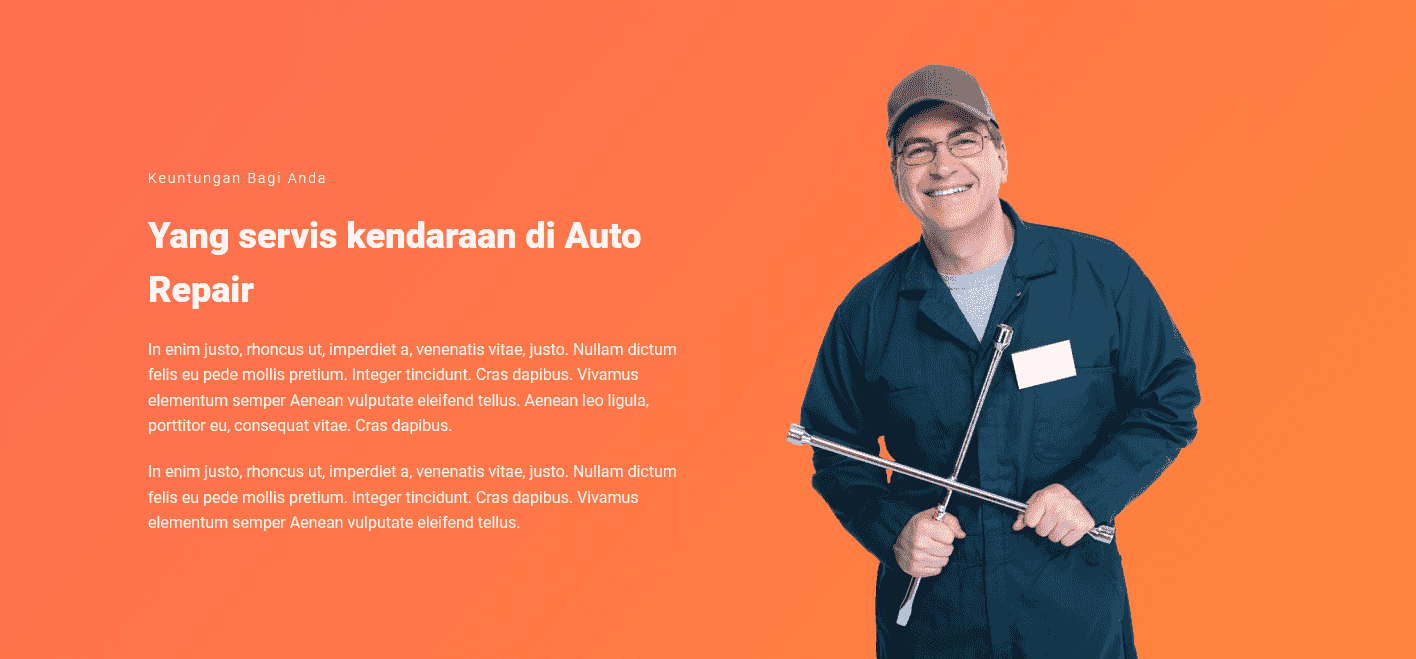 Keuntungan Bagi Anda
Yang servis kendaraan di Auto
Repair
In enim justo, rhoncus ut, imperdiet a, venenatis vitae, justo. Nullam dictum
felis eu pede mollis pretium. Integer tincidunt. Cras dapibus. Vivamus
elementum semper Aenean vulputate eleifend tellus. Aenean leo ligula,
porttitor eu, consequat vitae. Cras dapibus.
In enim justo, rhoncus ut, imperdiet a, venenatis vitae, justo. Nullam dictum
felis eu pede mollis pretium. Integer tincidunt. Cras dapibus. Vivamus
elementum semper Aenean vulputate eleifend tellus.